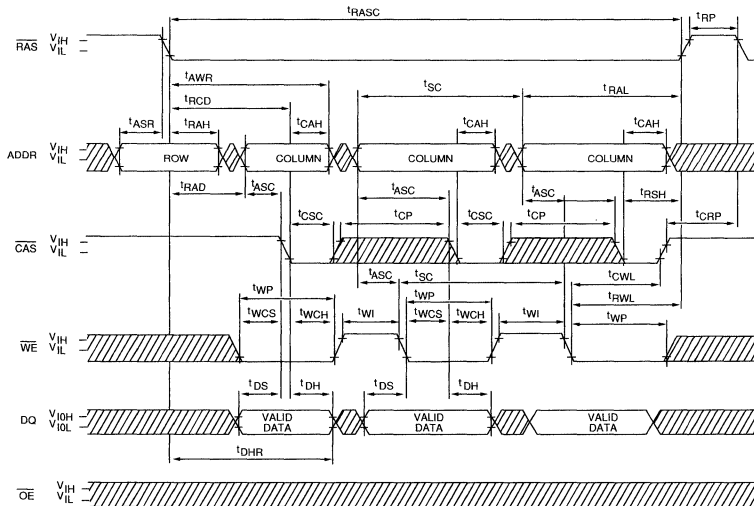 tRASC
tRP
RAS VIH
VIL
tAWR
tRCD
tSC
tRAL
tASR
tRAH
tCAH
tCAH
tCAH
ADDR VIH
VIL
ROW
COLUMN
COLUMN
COLUMN
tRAD
tASC
tASC
tASC
tRSH
tCSC
tCP
tCSC
tCP
tCRP
CAS VIH
VIL
tASC
tSC
tCWL
tWP
tWP
tRWL
tWCS
tWCH
tWI
tWCS
tWCH
tWI
tWP
WE VIH
VIL
tDS
tDH
tDS
tDH
DQ VI0H
VI0L
VALID
DATA
VALID
DATA
VALID
DATA
tDHR
OE VIH
VIL